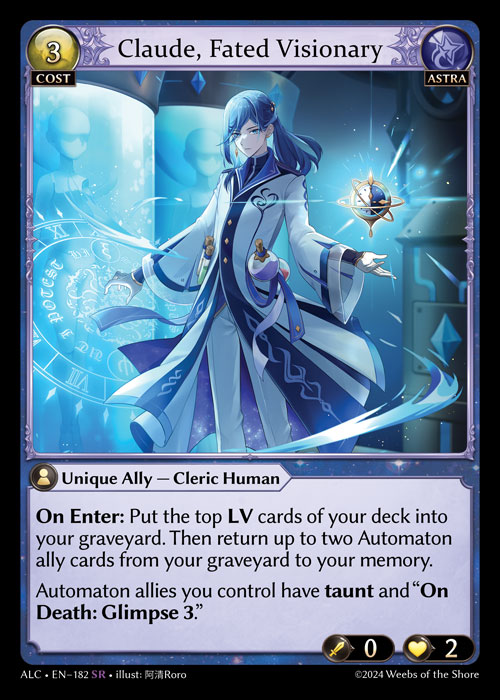 3
Claude, Fated Visionary
COST
ASTRA
POTEST
Unique Ally — Cleric Human
On Enter: Put the top LV cards of your deck into
your graveyard. Then return up to two Automaton
ally cards from your graveyard to your memory.
Automaton allies you control have taunt and “On
Death: Glimpse 3.”
0
2
ALC • EN–182 SR • illust: 阿清Roro
©2024 Weebs of the Shore